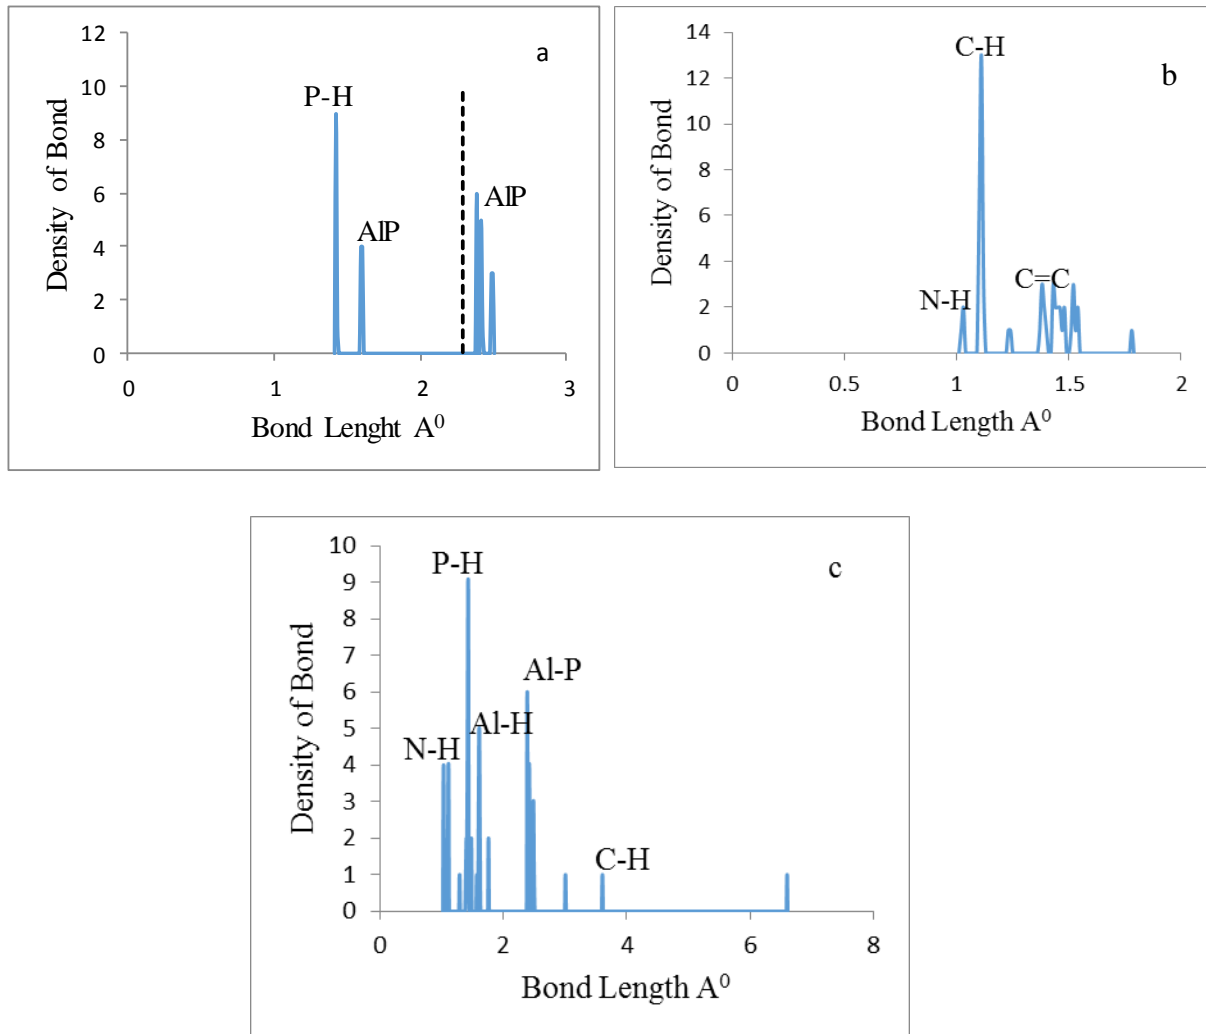 a
12
10
8
6
4
2
0
Density of Bond
P-H
AlP
AlP
0
1
2
3
Bond Lenght A⁰
b
14
12
10
8
6
4
2
0
Density of Bond
C-H
N-H
C=C
0
0.5
1
1.5
2
Bond Length A⁰
c
10
9
8
7
6
5
4
3
2
1
0
Density of Bond
P-H
Al-P
Al-H
N-H
C-H
0
2
4
6
8
Bond Length A⁰